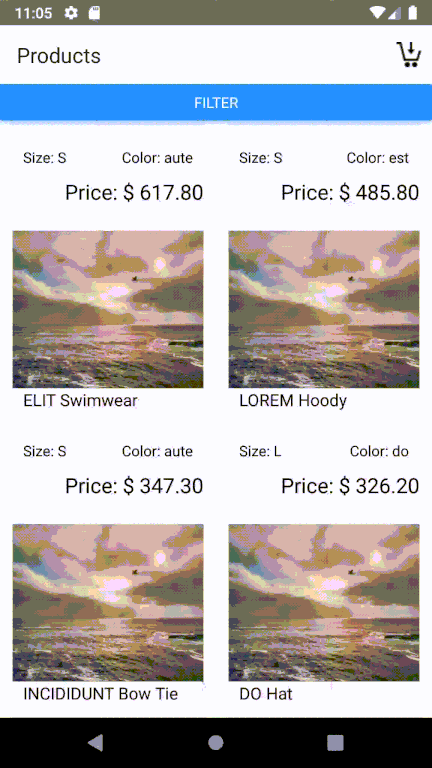 11:05
Products
FILTER
Size: S Color: aute Size: S Color: est
Price: $ 617.80 Price: $ 485.80
ELIT Swimwear LOREM Hoody
Size: S Color: aute Size: L Color: do
Price: $ 347.30 Price: $ 326.20
INCIDIDUNT Bow Tie DO Hat